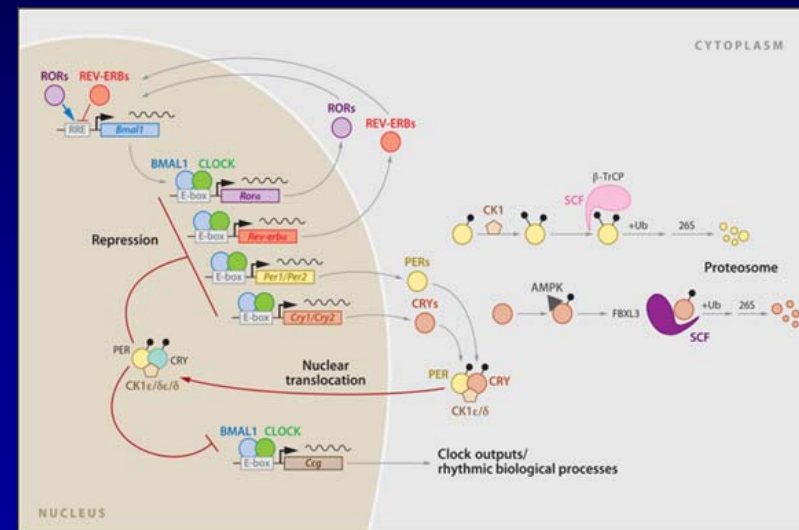 CYTOPLASM
RORs REV-ERBs
RRE Bmal1
RORs
REV-ERBs
BMAL1 CLOCK
E-box Rorα
E-box Rev-erbα
Repression
E-box Per1/Per2
E-box Cry1/Cry2
PERs
CRYs
β-TrCP
SCF
CK1
+Ub 26S
Proteosome
AMPK
FBXL3
+Ub 26S
SCF
PER CRY
CK1ε/δε/δ
Nuclear
translocation
PER CRY
CK1ε/δ
BMAL1 CLOCK
E-box Ccg
Clock outputs/
rhythmic biological processes
NUCLEUS